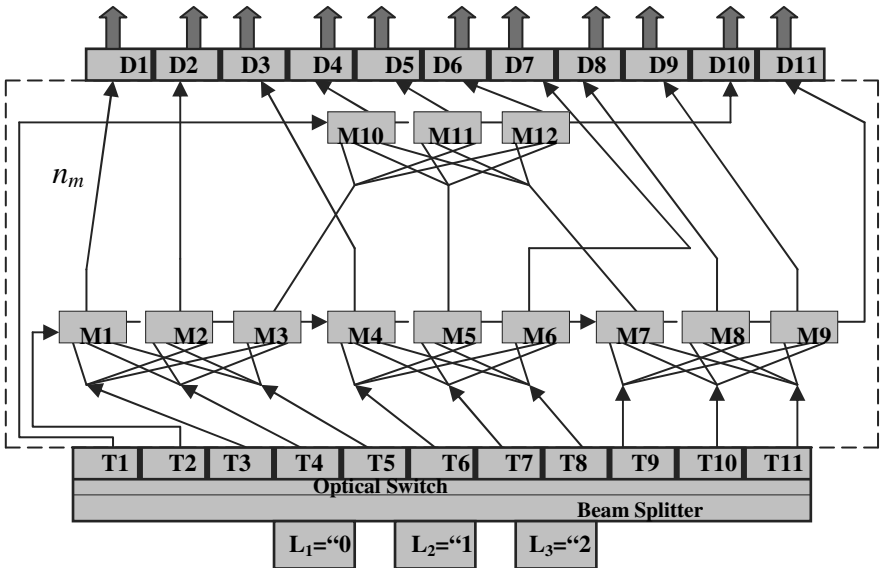 D1 D2 D3 D4 D5 D6 D7 D8 D9 D10 D11
M10 M11 M12
n_m
M1 M2 M3 M4 M5 M6 M7 M8 M9
T1 T2 T3 T4 T5 T6 T7 T8 T9 T10 T11
Optical Switch
Beam Splitter
L₁=“0 L₂=“1 L₃=“2